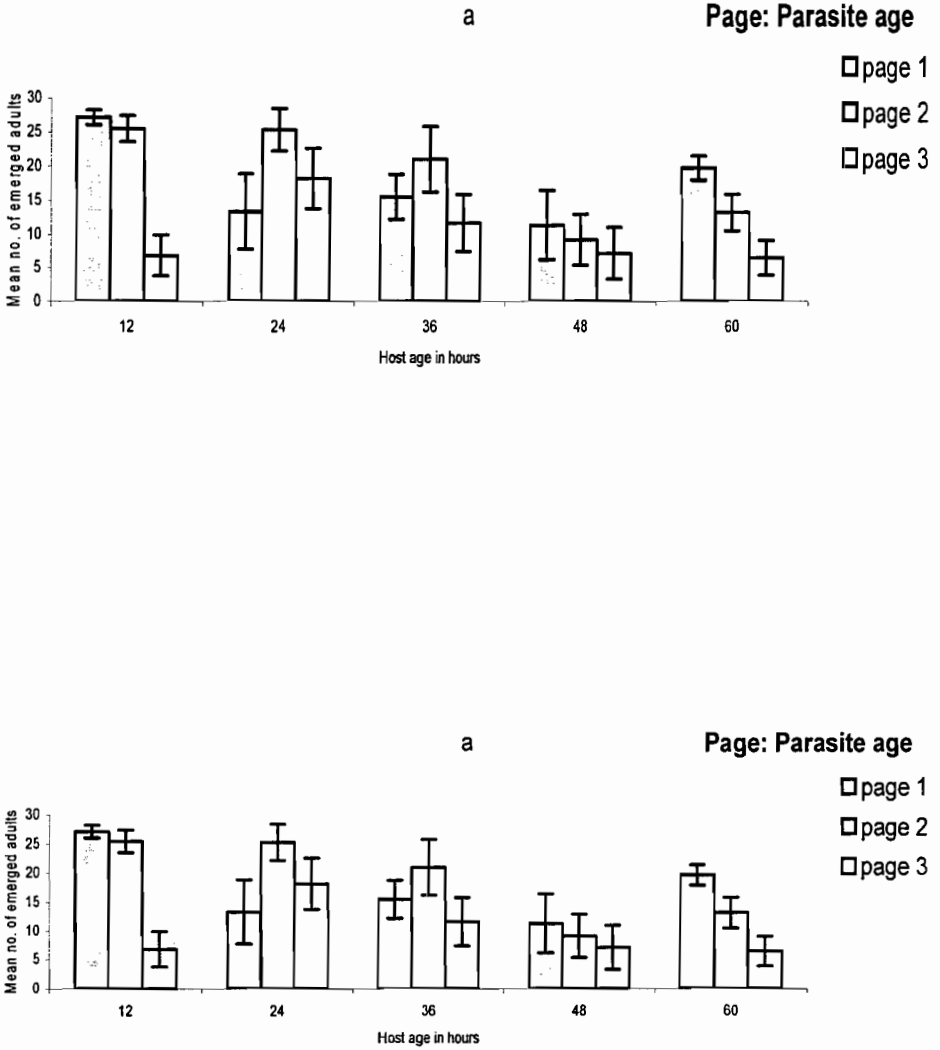 a
Page: Parasite age
page 1
page 2
page 3
Mean no. of emerged adults
30
25
20
15
10
5
0
12 24 36 48 60
Host age in hours
a
Page: Parasite age
page 1
page 2
page 3
Mean no. of emerged adults
30
25
20
15
10
5
0
12 24 36 48 60
Host age in hours